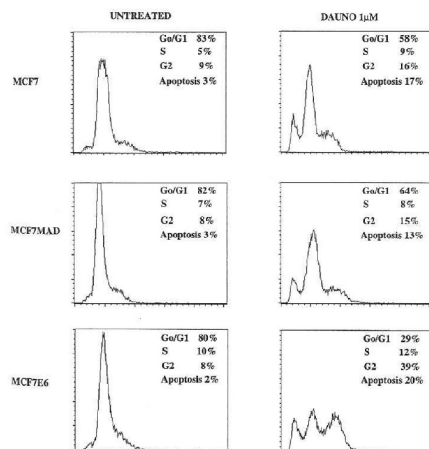 UNTREATED
DAUNO 1µM
MCF7
Go/G1 83%
S 5%
G2 9%
Apoptosis 3%
Go/G1 58%
S 9%
G2 16%
Apoptosis 17%
MCF7MAD
Go/G1 82%
S 7%
G2 8%
Apoptosis 3%
Go/G1 64%
S 8%
G2 15%
Apoptosis 13%
MCF7E6
Go/G1 80%
S 10%
G2 8%
Apoptosis 2%
Go/G1 29%
S 12%
G2 39%
Apoptosis 20%